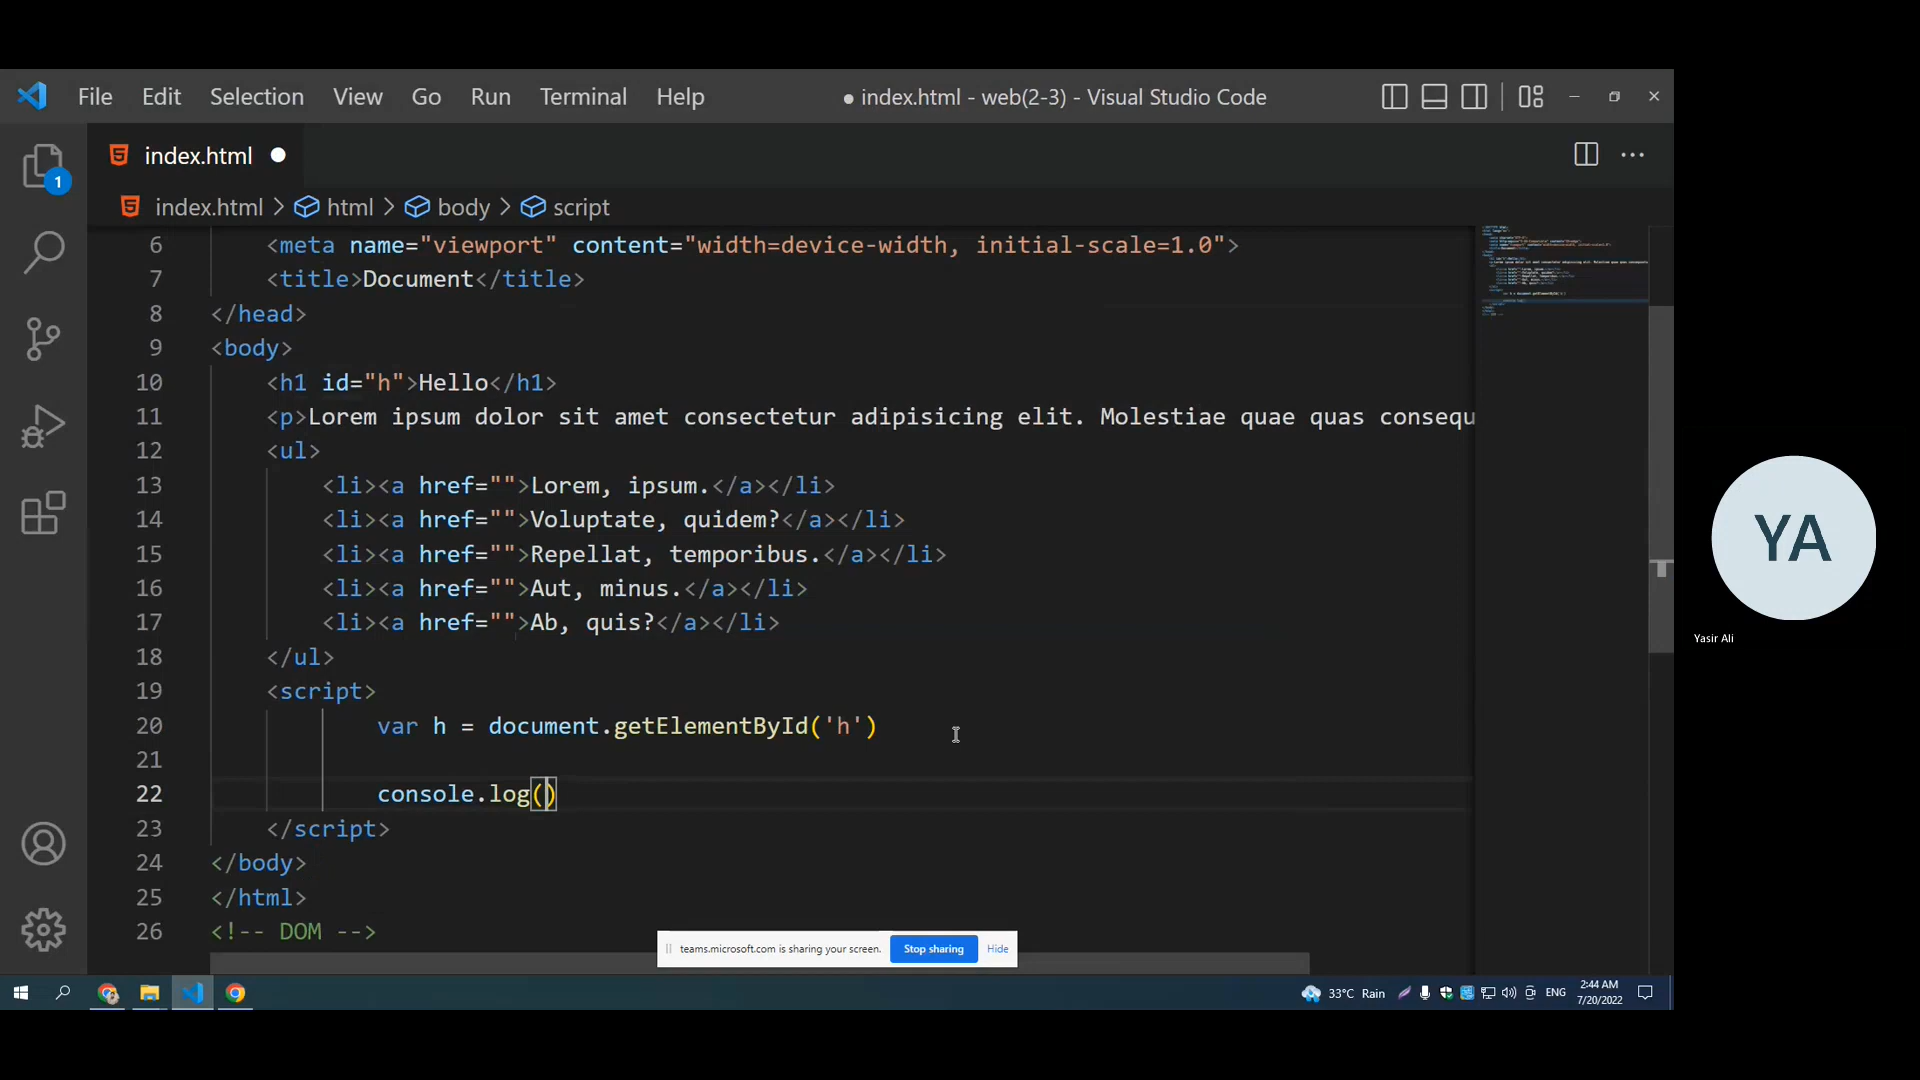 File Edit Selection View Go Run Terminal Help ● index.html - web(2-3) - Visual Studio Code
index.html
1
index.html > html > body > script
6 <meta name="viewport" content="width=device-width, initial-scale=1.0">
7 <title>Document</title>
8 </head>
9 <body>
10 <h1 id="h">Hello</h1>
11 <p>Lorem ipsum dolor sit amet consectetur adipisicing elit. Molestiae quae quas consequ
12 <ul>
13 <li><a href="">Lorem, ipsum.</a></li>
14 <li><a href="">Voluptate, quidem?</a></li>
15 <li><a href="">Repellat, temporibus.</a></li>
16 <li><a href="">Aut, minus.</a></li>
17 <li><a href="">Ab, quis?</a></li>
18 </ul>
19 <script>
20 var h = document.getElementById('h')
21
22 console.log()
23 </script>
24 </body>
25 </html>
26 <!-- DOM -->
YA
Yasir Ali
teams.microsoft.com is sharing your screen. Stop sharing Hide
33°C Rain ENG 2:44 AM
7/20/2022